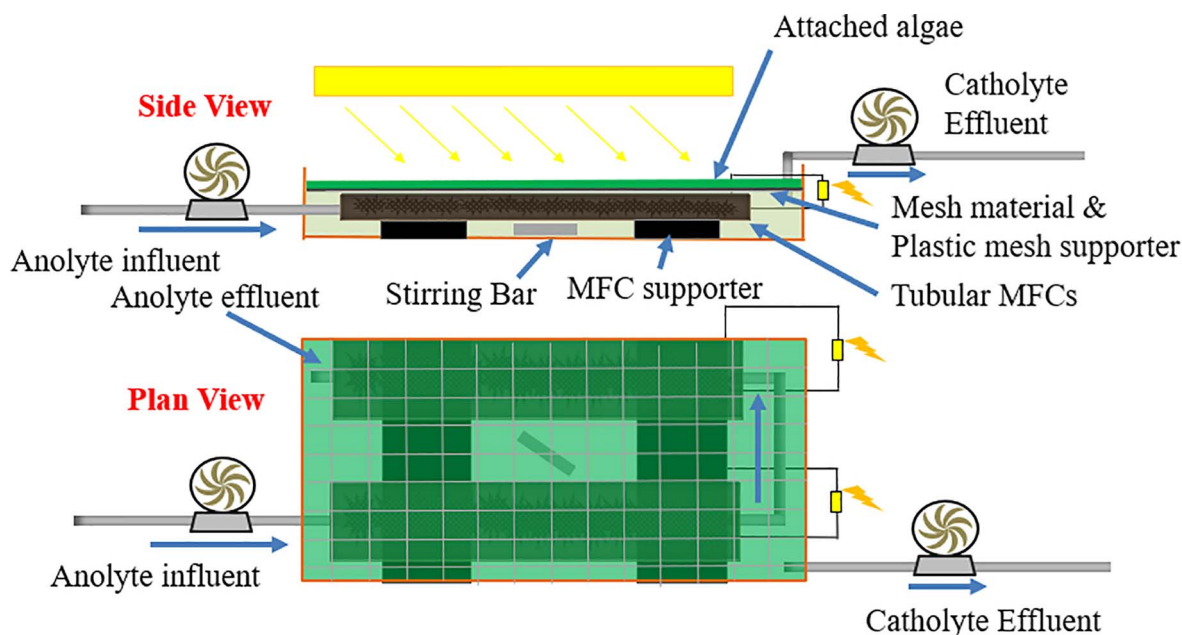 Attached algae
Side View
Catholyte
Effluent
Anolyte influent
Mesh material &
Plastic mesh supporter
Stirring Bar
MFC supporter
Tubular MFCs
Anolyte effluent
Plan View
Anolyte influent
Catholyte Effluent